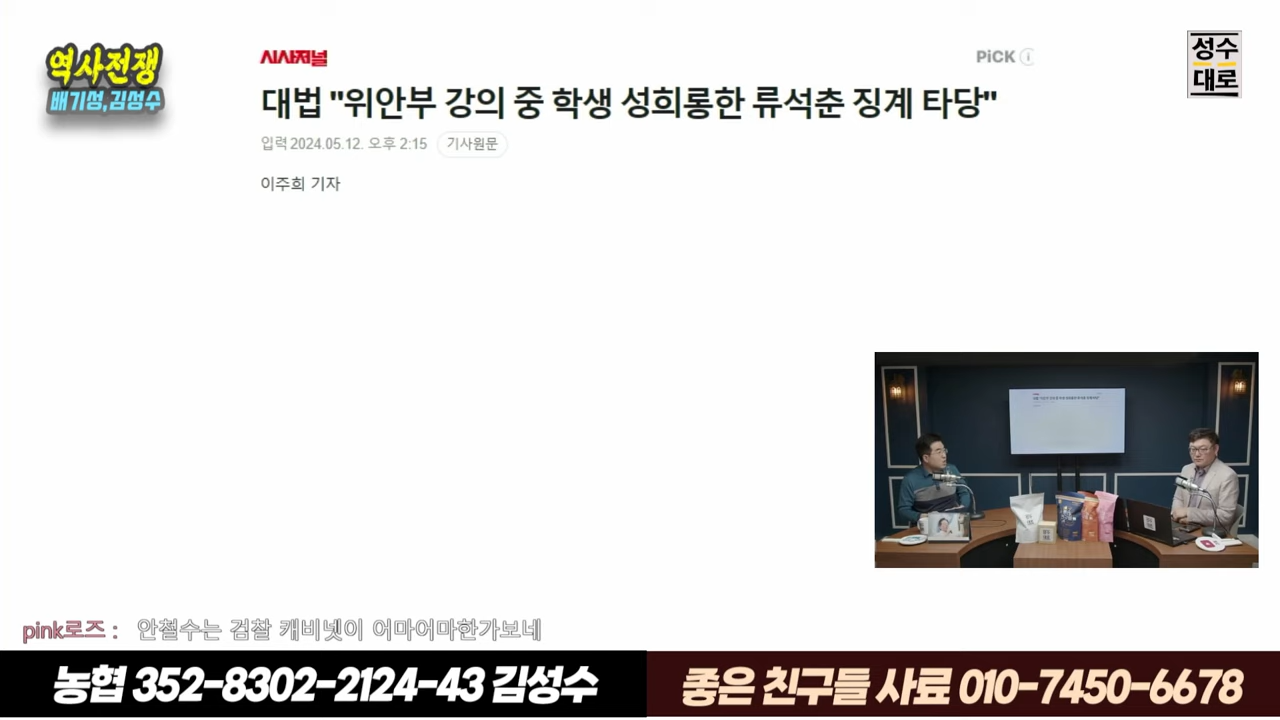 역사전쟁
배기성,김성수
시사저널
PiCK
성수
대로
대법 "위안부 강의 중 학생 성희롱한 류석춘 징계 타당"
입력 2024.05.12. 오후 2:15 기사원문
이주희 기자
pink로즈 : 안철수는 검찰 캐비넷이 어마어마한가보네
농협 352-8302-2124-43 김성수
좋은 친구들 사료 010-7450-6678